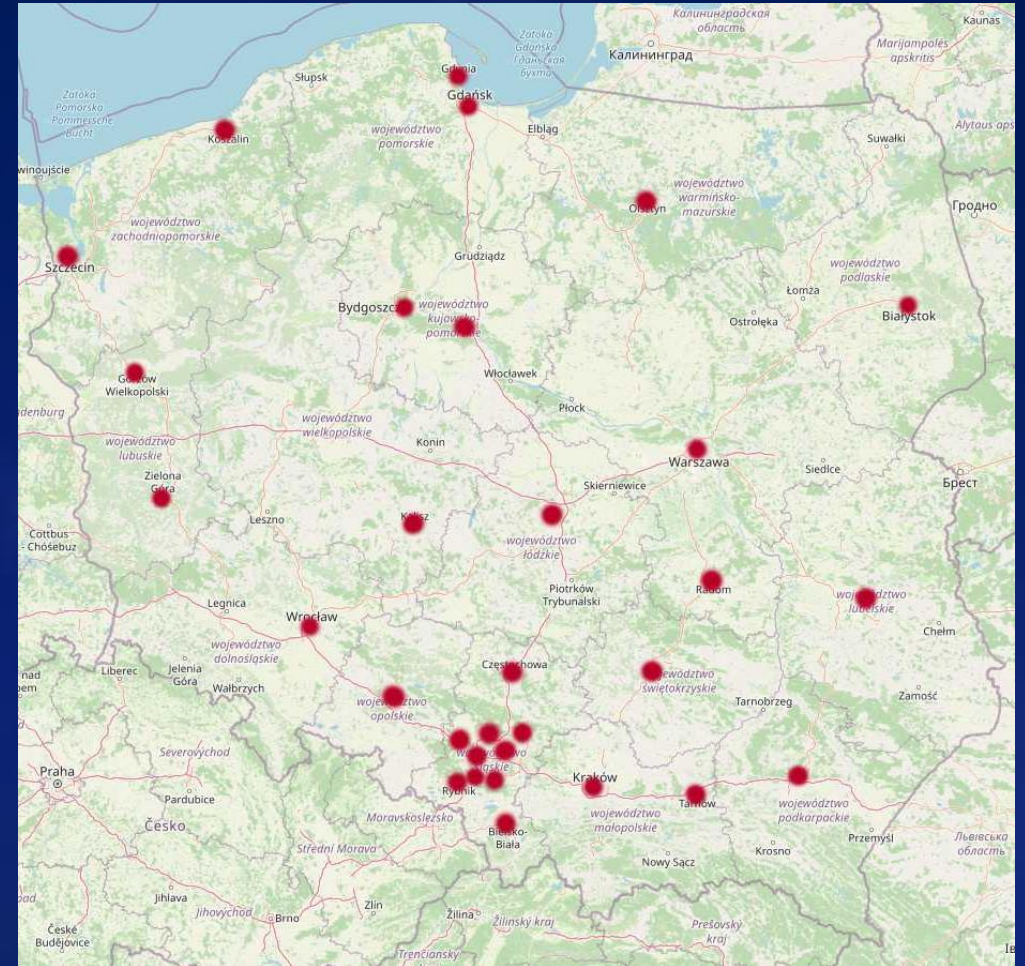 Калининградская
область
Kaunas
Zatoka
Gdańska
Гданьская
бухта
Marijampolės
apskritis
Калининград
Gdynia
Słupsk
Gdańsk
Zatoka
Pomorska
Pommersche
Bucht
Alytaus aps
Elbląg
województwo
pomorskie
Koszalin
Suwałki
winoujście
województwo
warmińsko-
mazurskie
Гродно
Olsztyn
województwo
zachodniopomorskie
Grudziądz
Szczecin
województwo
podlaskie
Łomża
Bydgoszcz
województwo
kujawsko-
pomorskie
Białystok
Ostrołęka
Włocławek
Gorzów
Wielkopolski
Płock
denburg
województwo
wielkopolskie
województwo
lubuskie
Konin
Warszawa
Siedlce
Брест
Zielona
Góra
Skierniewice
Leszno
Kalisz
Cottbus
- Chóśebuz
województwo
łódzkie
Piotrków
Trybunalski
Radom
województwo
lubelskie
Legnica
Wrocław
Chełm
województwo
dolnośląskie
Częstochowa
nad
bem
Liberec
Jelenia
Góra
Wałbrzych
województwo
świętokrzyskie
Zamość
województwo
opolskie
Tarnobrzeg
Severovýchod
województwo
śląskie
Praha
Kraków
Rybnik
Pardubice
Tarnów
województwo
podkarpackie
Moravskoslezsko
województwo
małopolskie
Česko
Bielsko-
Biała
Przemyśl
Львівська
область
Střední Morava
Krosno
Nowy Sącz
Jihlava
Zlín
Jihovýchod
Brno
Žilina
Žilinský kraj
Prešovský
kraj
České
Budějovice
Trenčiansky